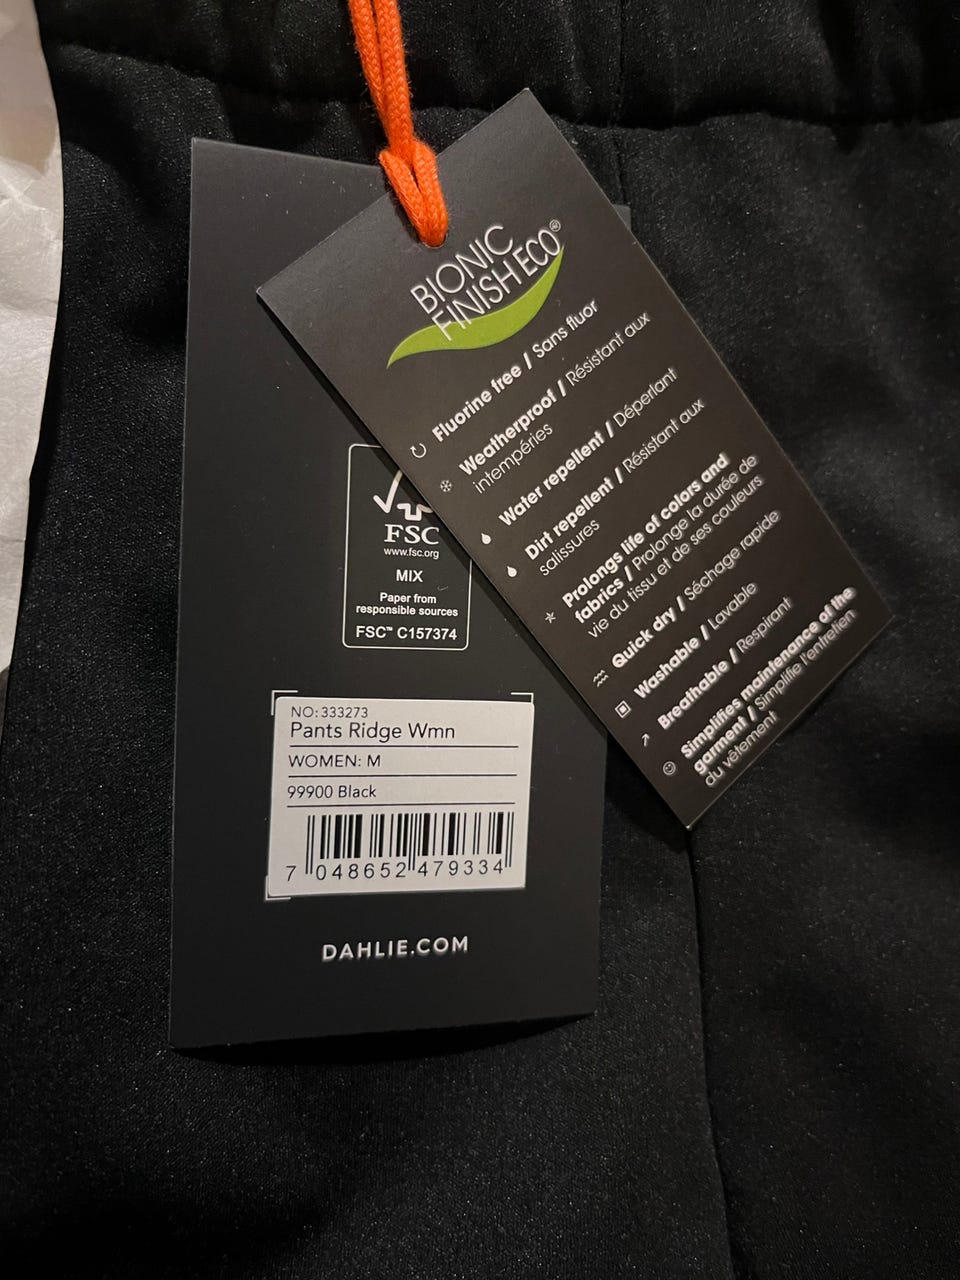 BIONIC
FINISH ECO®
Fluorine free / Sans fluor
Weatherproof / Résistant aux
intempéries
Water repellent / Déperlant
Dirt repellent / Résistant aux
salissures
Prolongs life of colors and
fabrics / Prolonge la durée de
vie du tissu et de ses couleurs
Quick dry / Séchage rapide
Washable / Lavable
Breathable / Respirant
Simplifies maintenance of the
garment / Simplifie l'entretien
du vêtement
FSC
www.fsc.org
MIX
Paper from
responsible sources
FSC™ C157374
NO: 333273
Pants Ridge Wmn
WOMEN: M
99900 Black
7 048652 479334
DAHLIE.COM